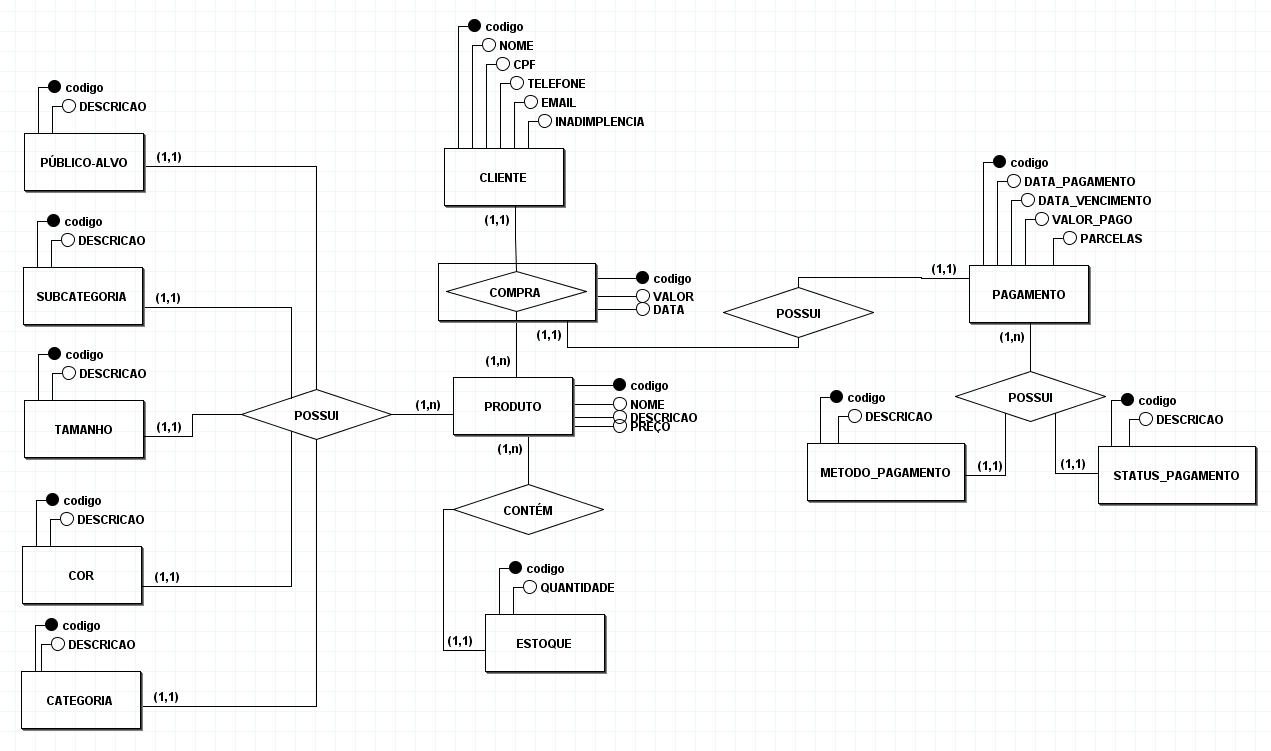 codigo
NOME
CPF
TELEFONE
EMAIL
INADIMPLENCIA
CLIENTE
(1,1)
codigo
DESCRICAO
PÚBLICO-ALVO
(1,1)
codigo
DESCRICAO
SUBCATEGORIA
(1,1)
codigo
DESCRICAO
TAMANHO
(1,1)
codigo
DESCRICAO
COR
(1,1)
codigo
DESCRICAO
CATEGORIA
(1,1)
POSSUI
(1,n)
COMPRA
codigo
VALOR
DATA
(1,1)
(1,n)
PRODUTO
codigo
NOME
DESCRICAO
PREÇO
(1,n)
CONTÉM
codigo
QUANTIDADE
(1,1)
ESTOQUE
POSSUI
(1,1)
codigo
DATA_PAGAMENTO
DATA_VENCIMENTO
VALOR_PAGO
PARCELAS
PAGAMENTO
(1,n)
POSSUI
codigo
DESCRICAO
METODO_PAGAMENTO
(1,1)
codigo
DESCRICAO
(1,1)
STATUS_PAGAMENTO